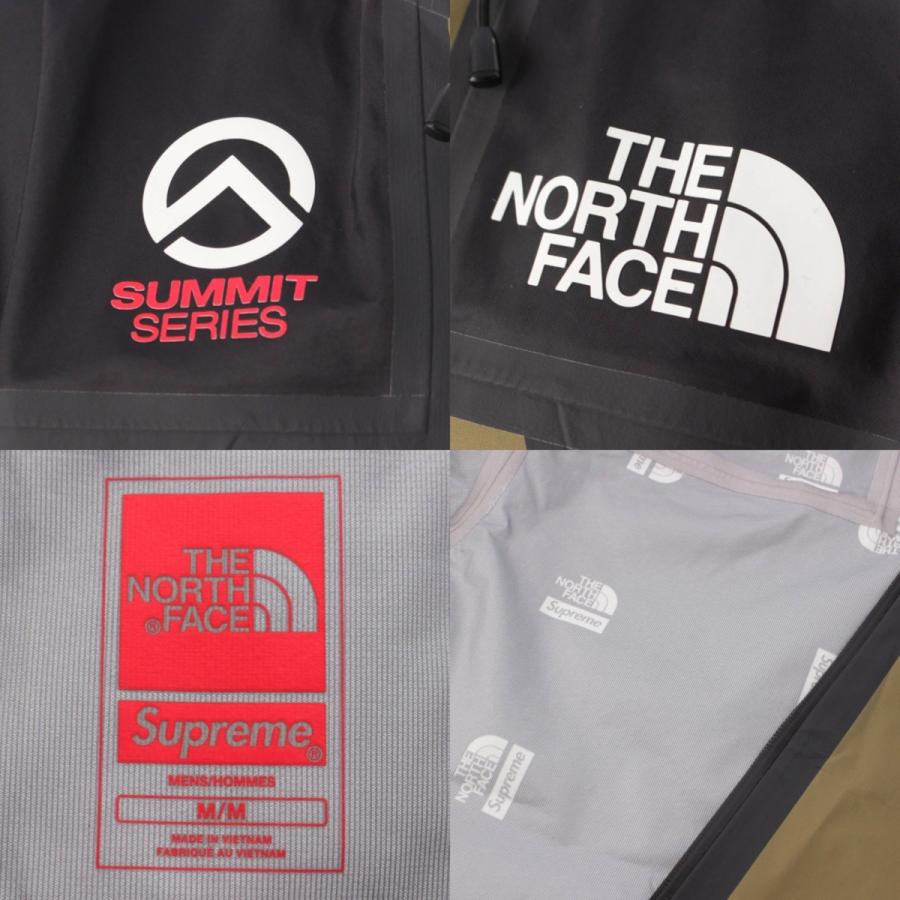 SUMMIT
SERIES
THE
NORTH
FACE
THE
NORTH
FACE
®
Supreme
®
MENS/HOMMES
M/M
MADE IN VIETNAM
FABRIQUÉ AU VIETNAM
THE
NORTH
FACE
Supreme
THE
NORTH
FACE
Supreme